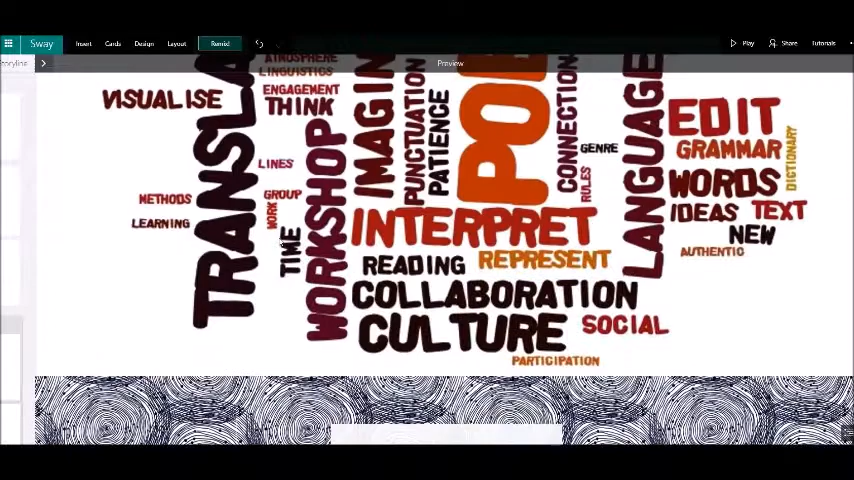 Sway Insert Cards Design Layout Remix! Play Share Tutorials
Preview
ATMOSPHERE
LINGUISTICS
VISUALISE
ENGAGEMENT
THINK
PUNCTUATION
PATIENCE
CONNECTION
GENRE
RULES
LANGUAGE
EDIT
GRAMMAR
DICTIONARY
LINES
METHODS
GROUP
WORK
LEARNING
TIME
WORKSHOP
INTERPRET
WORDS
IDEAS
TEXT
NEW
AUTHENTIC
READING
REPRESENT
COLLABORATION
CULTURE
SOCIAL
PARTICIPATION